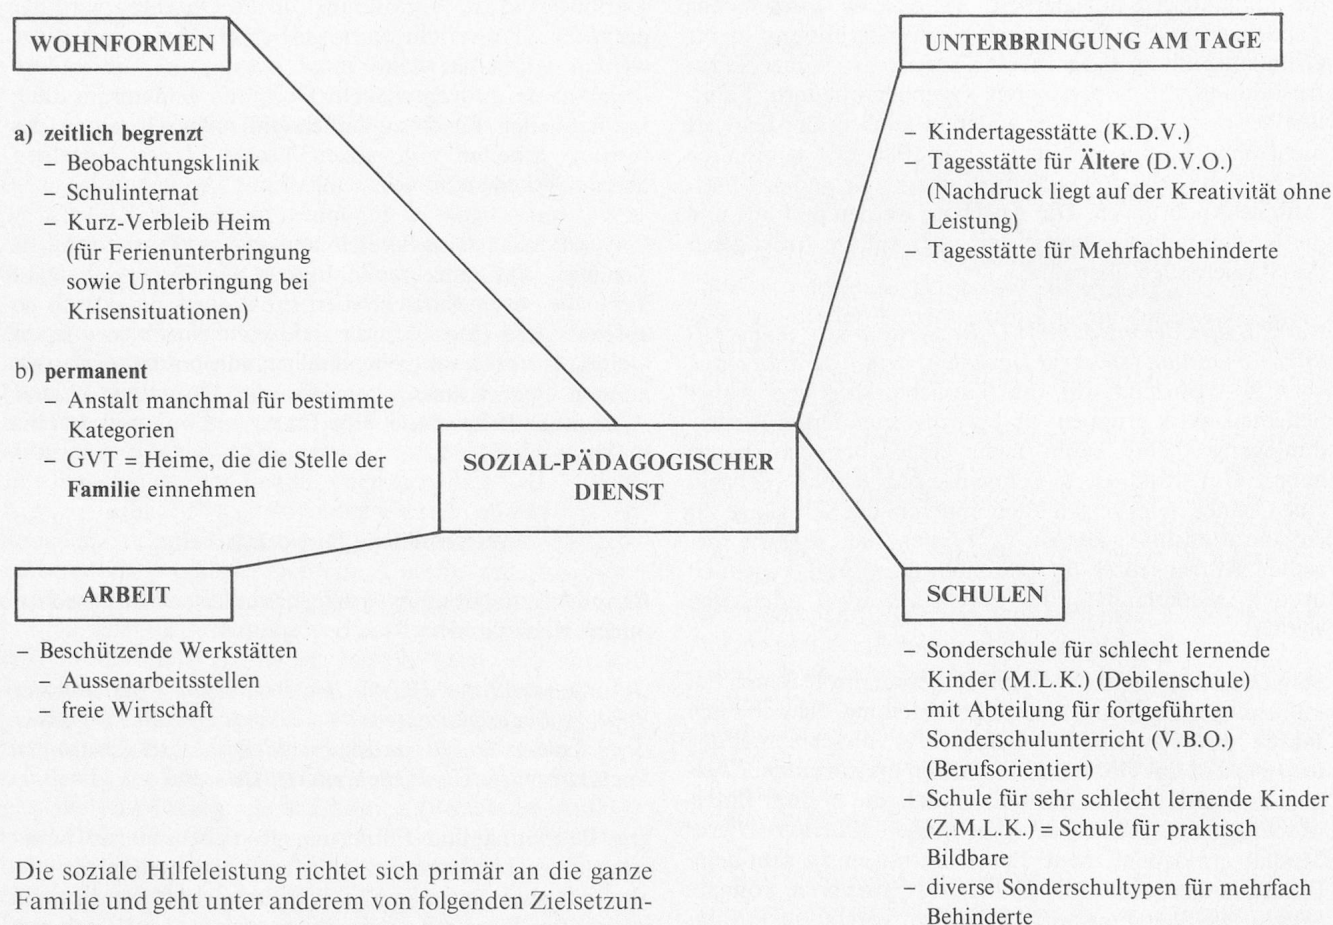 WOHNFORMEN
a) zeitlich begrenzt
– Beobachtungsklinik
– Schulinternat
– Kurz-Verbleib Heim
(für Ferienunterbringung
sowie Unterbringung bei
Krisensituationen)
b) permanent
– Anstalt manchmal für bestimmte
Kategorien
– GVT = Heime, die die Stelle der
Familie einnehmen
UNTERBRINGUNG AM TAGE
– Kindertagesstätte (K.D.V.)
– Tagesstätte für Ältere (D.V.O.)
(Nachdruck liegt auf der Kreativität ohne
Leistung)
– Tagesstätte für Mehrfachbehinderte
SOZIAL-PÄDAGOGISCHER
DIENST
ARBEIT
– Beschützende Werkstätten
– Aussenarbeitsstellen
– freie Wirtschaft
SCHULEN
– Sonderschule für schlecht lernende
Kinder (M.L.K.) (Debilenschule)
mit Abteilung für fortgeführten
Sonderschulunterricht (V.B.O.)
(Berufsorientiert)
– Schule für sehr schlecht lernende Kinder
(Z.M.L.K.) = Schule für praktisch
Bildbare
– diverse Sonderschultypen für mehrfach
Behinderte
Die soziale Hilfeleistung richtet sich primär an die ganze
Familie und geht unter anderem von folgenden Zielsetzun-